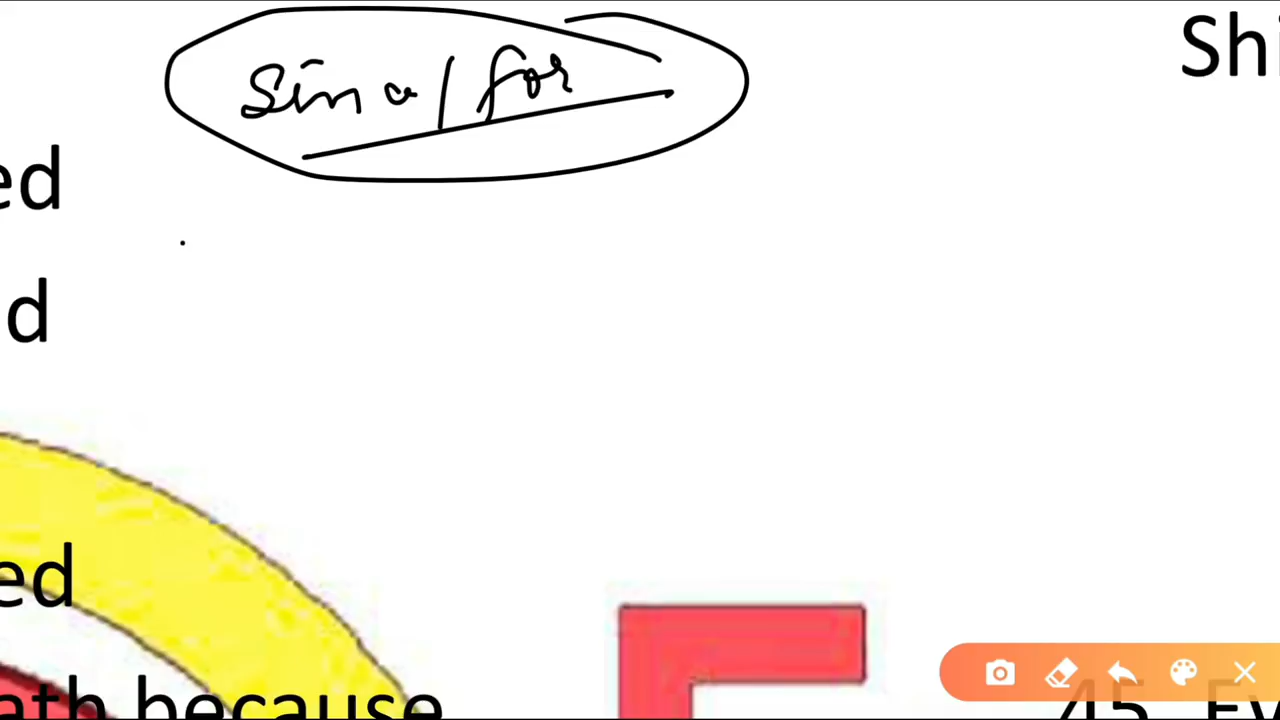 Shi
since/for
ed
d
ed
ath because
45. Ev